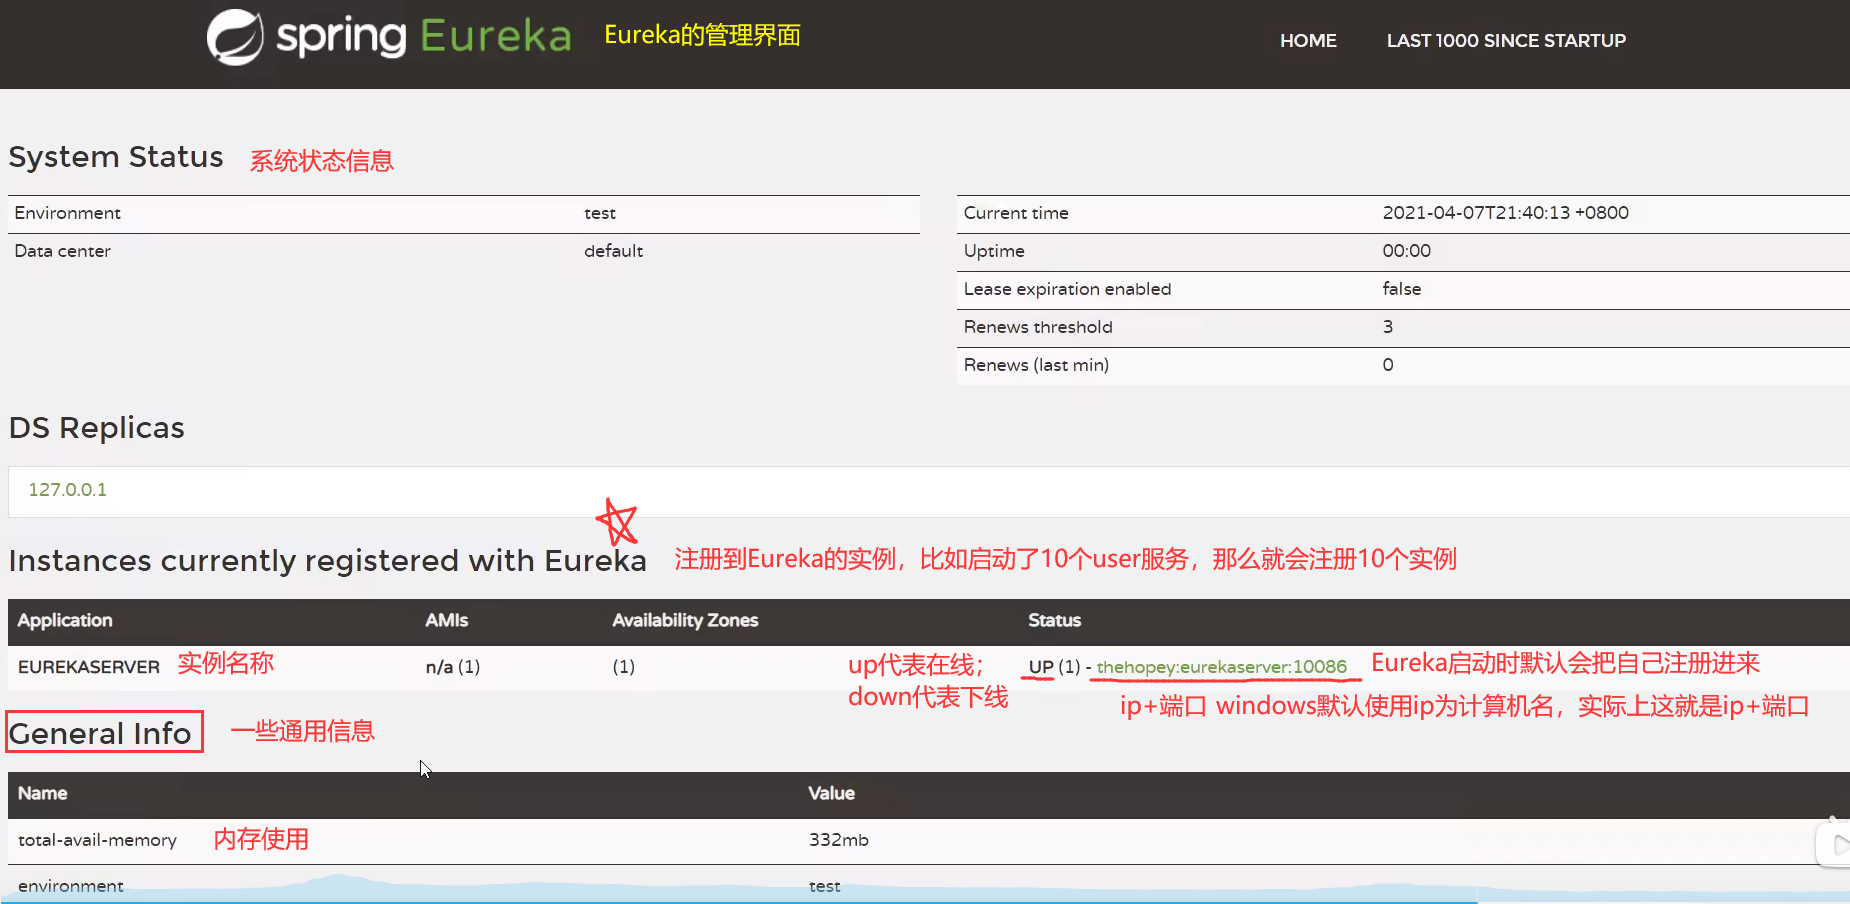 spring Eureka Eureka的管理界面 HOME LAST 1000 SINCE STARTUP
System Status 系统状态信息
Environment test
Data center default
Current time 2021-04-07T21:40:13 +0800
Uptime 00:00
Lease expiration enabled false
Renews threshold 3
Renews (last min) 0
DS Replicas
127.0.0.1
Instances currently registered with Eureka 注册到Eureka的实例，比如启动了10个user服务，那么就会注册10个实例
Application AMIs Availability Zones Status
EUREKASERVER 实例名称 n/a (1) (1) up代表在线； UP (1) - thehopey:eurekaserver:10086 Eureka启动时默认会把自己注册进来
down代表下线 ip+端口 windows默认使用ip为计算机名，实际上这就是ip+端口
General Info 一些通用信息
Name Value
total-avail-memory 内存使用 332mb
environment test